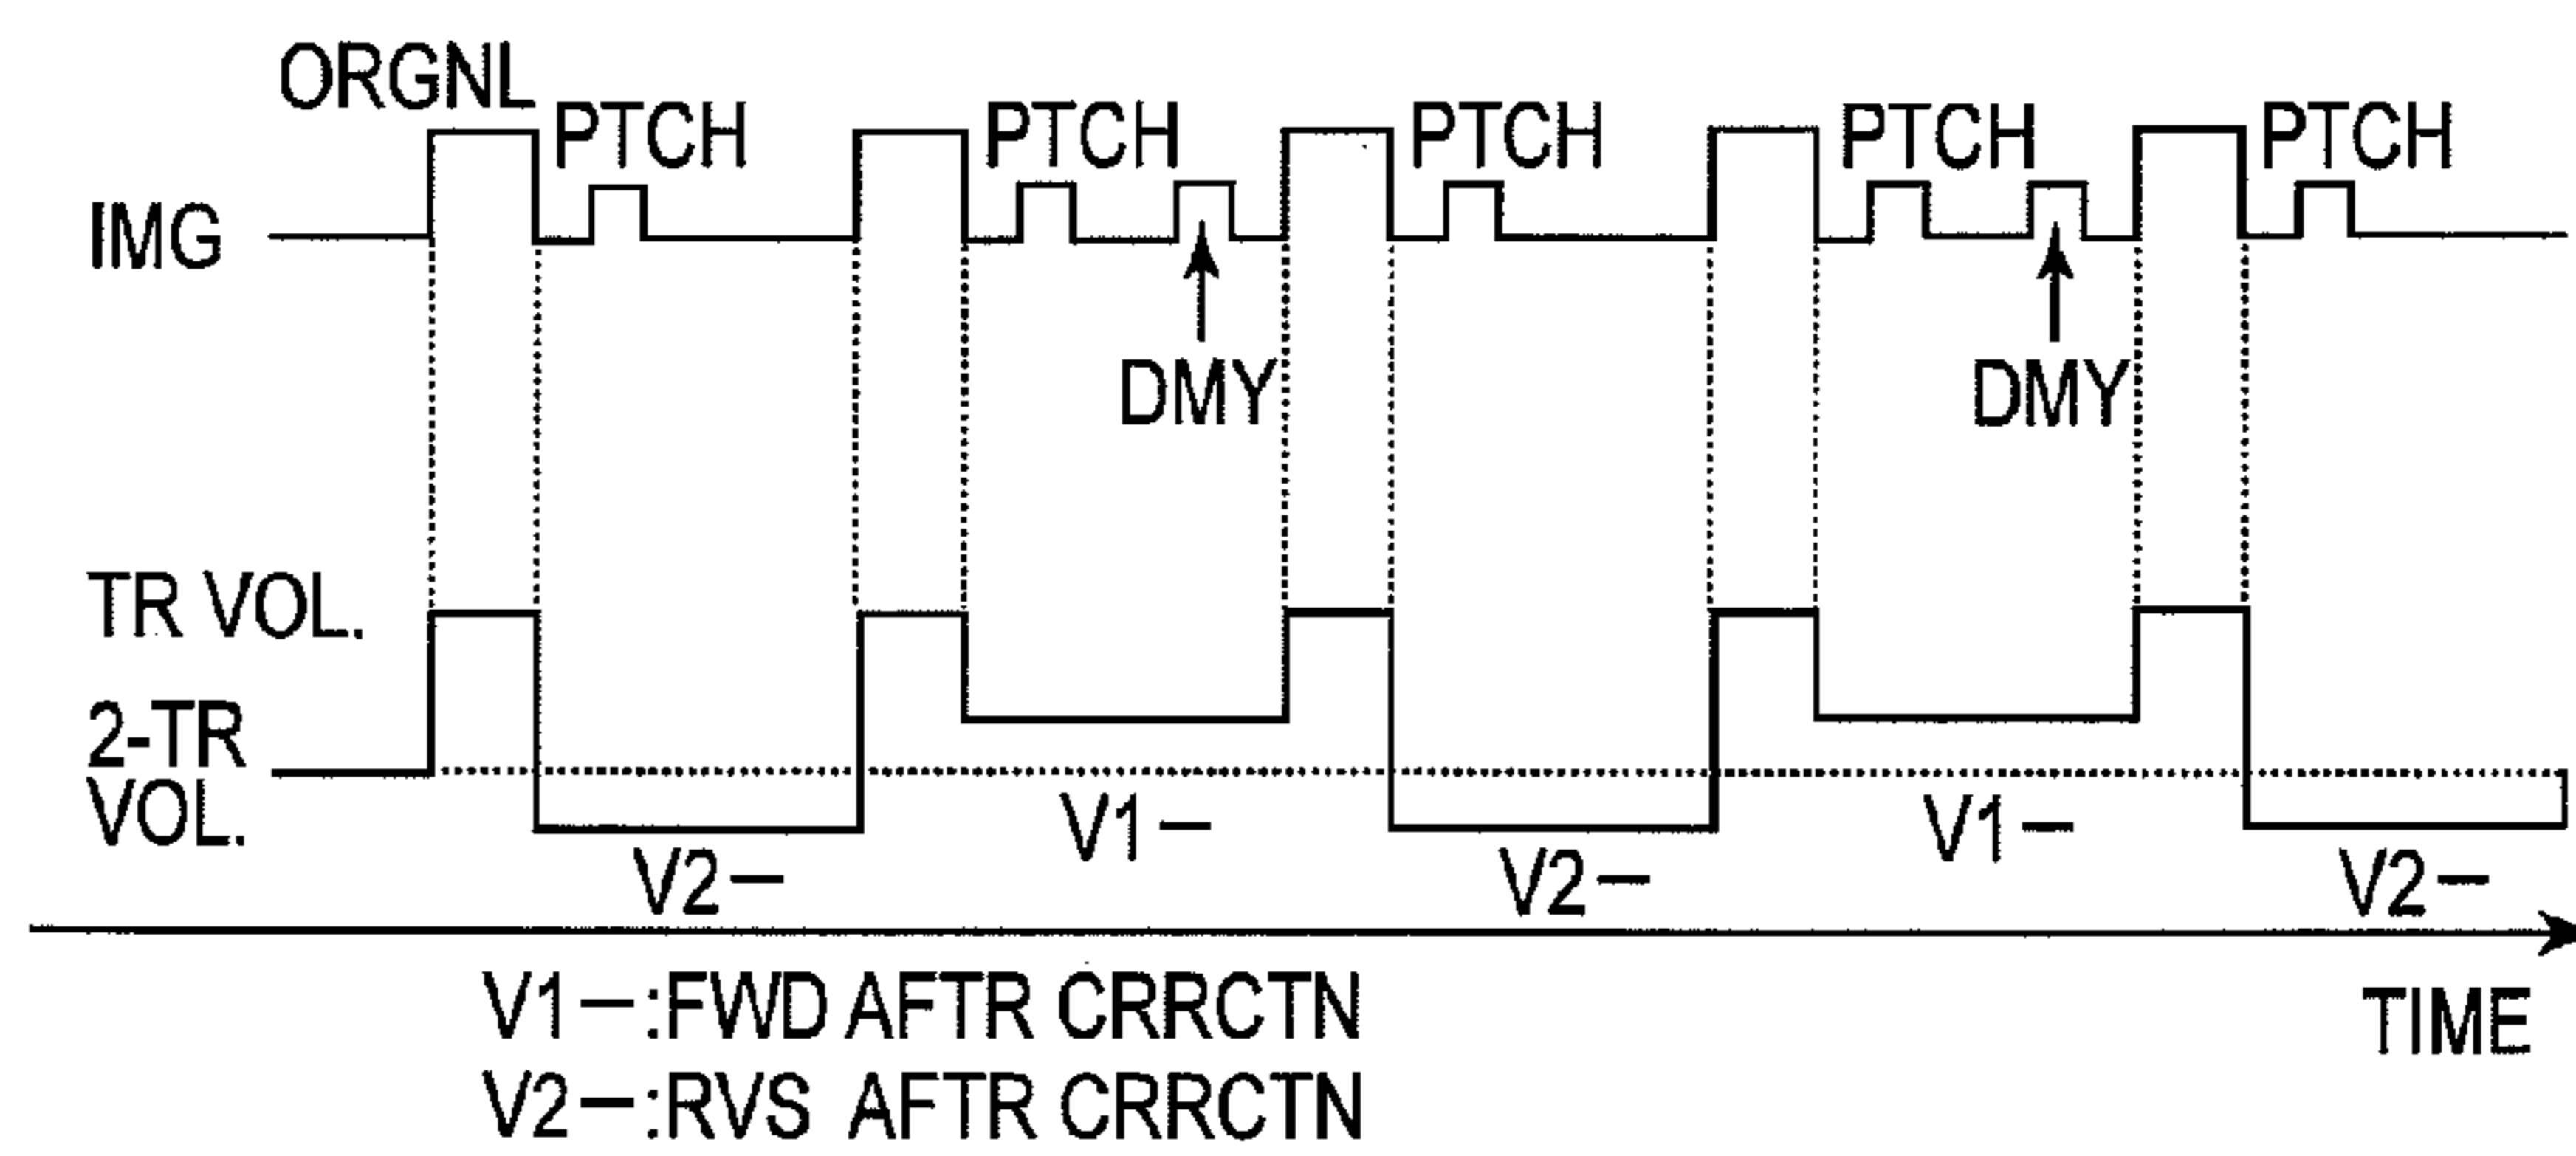 ORGNL
PTCH PTCH PTCH PTCH PTCH
IMG
DMY DMY
TR VOL.
2-TR
VOL.
V1— V1—
V2— V2— V2—
V1—:FWD AFTR CRRCTN
TIME
V2—:RVS AFTR CRRCTN